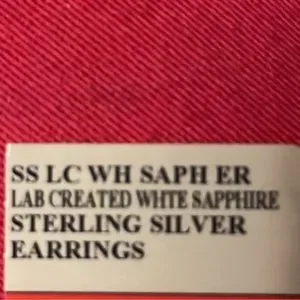 SS LC WH SAPH ER
LAB CREATED WHTE SAPPHIRE
STERLING SILVER
EARRINGS